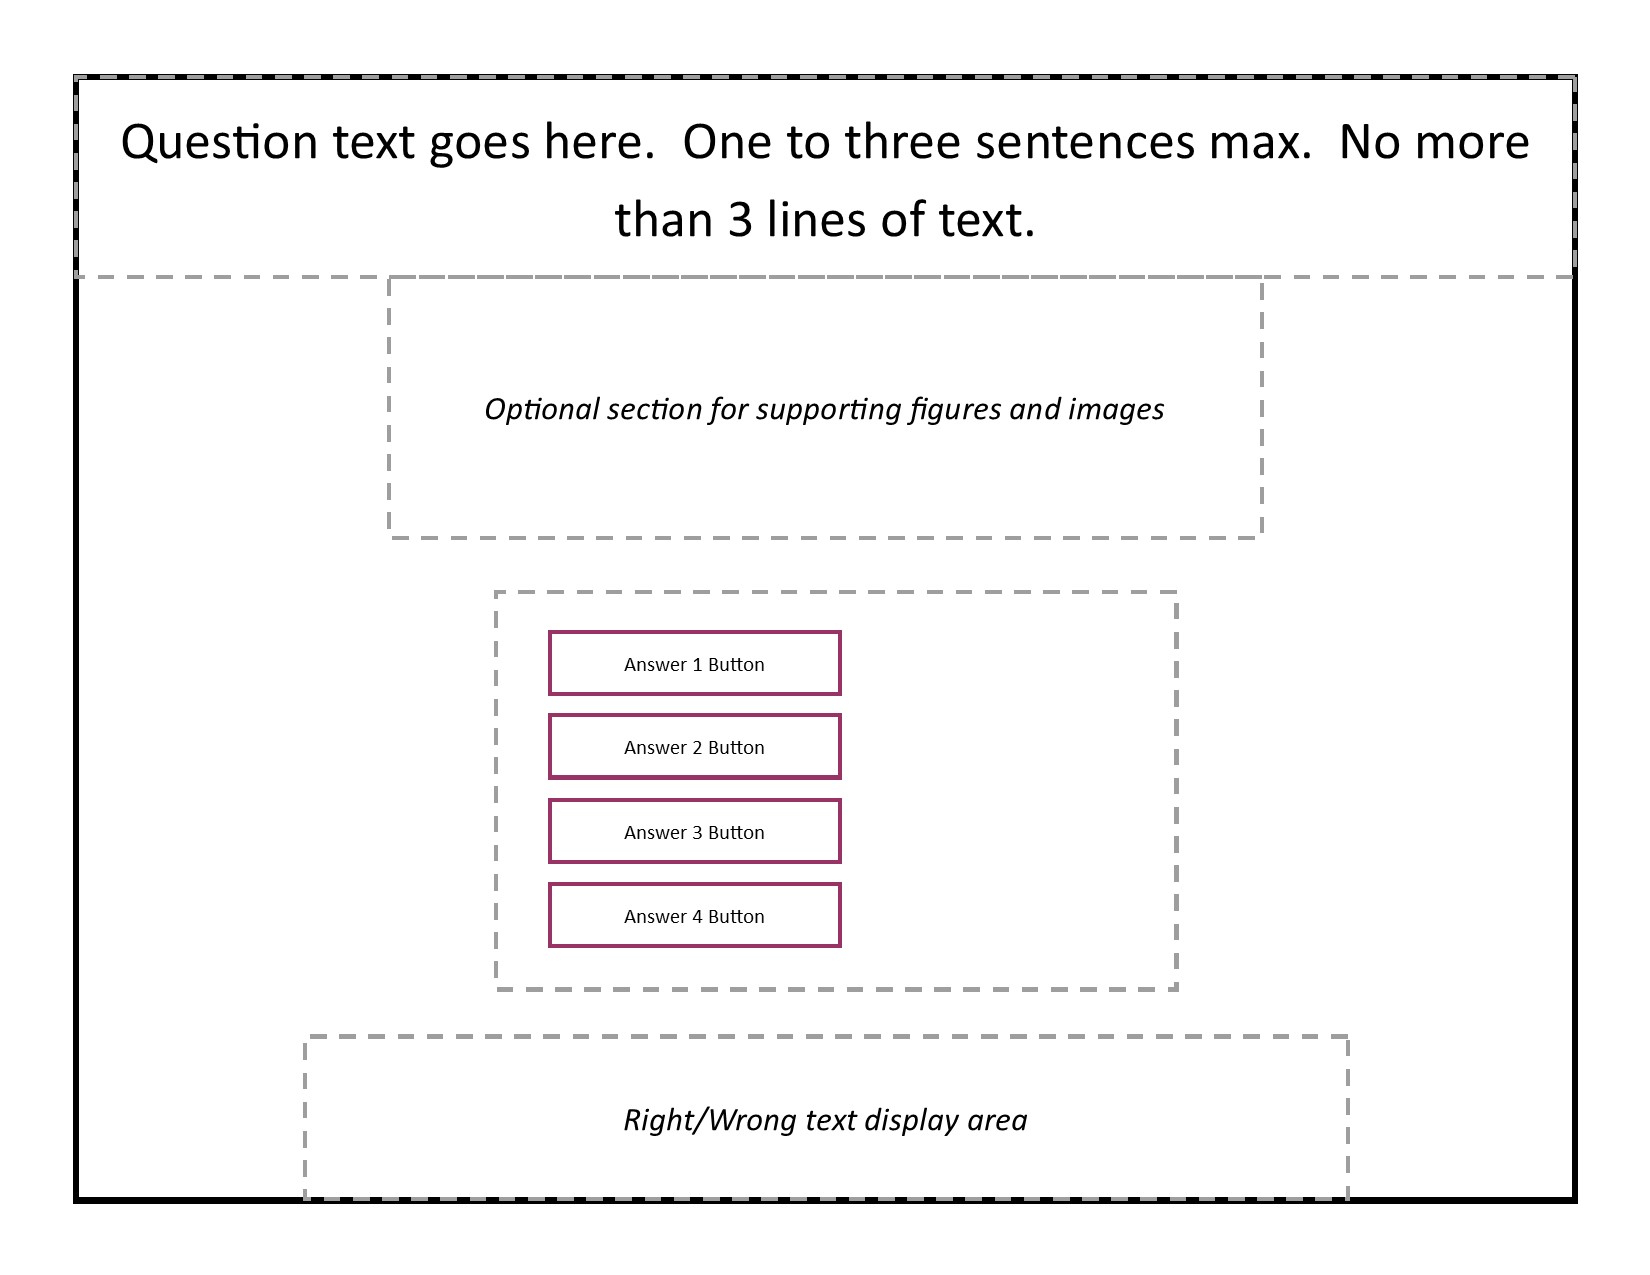 Question text goes here.  One to three sentences max.  No more
than 3 lines of text.
Optional section for supporting figures and images
Answer 1 Button
Answer 2 Button
Answer 3 Button
Answer 4 Button
Right/Wrong text display area